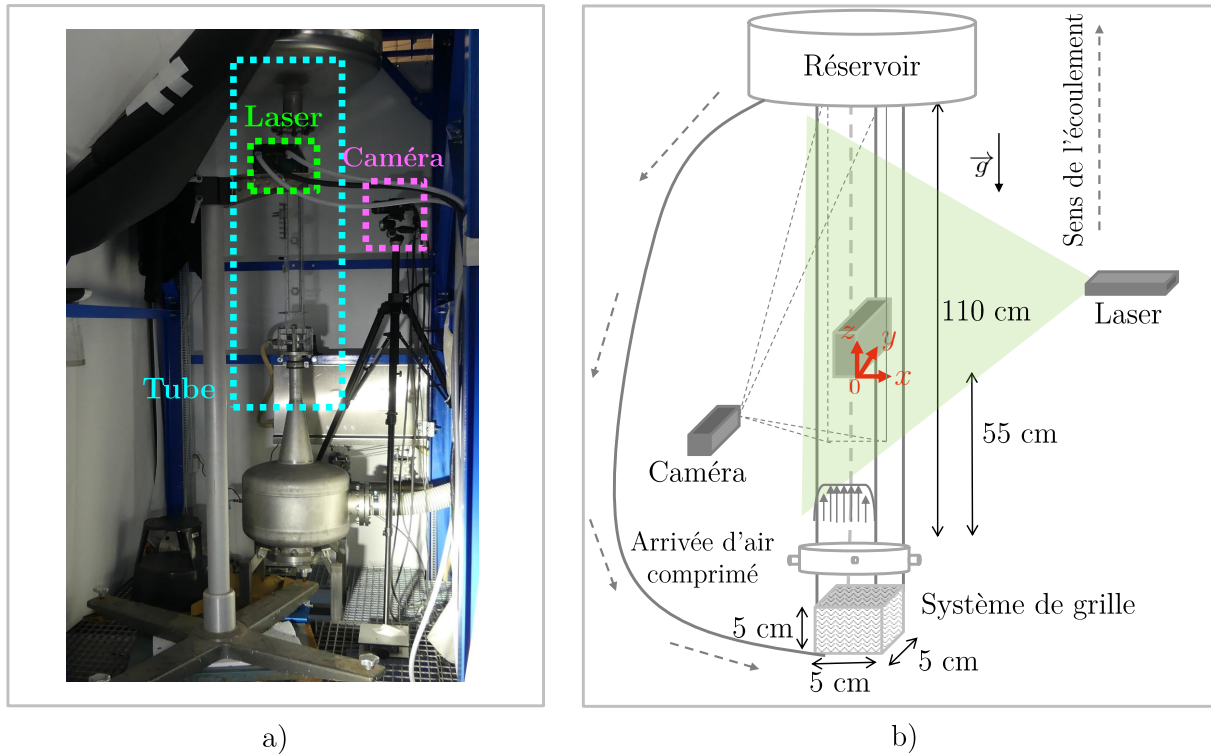 Laser
Caméra
Tube
a)
Réservoir
g
Sens de l'écoulement
Laser
110 cm
z
y
o
x
55 cm
Caméra
Arrivée d'air
comprimé
Système de grille
5 cm
5 cm
5 cm
b)